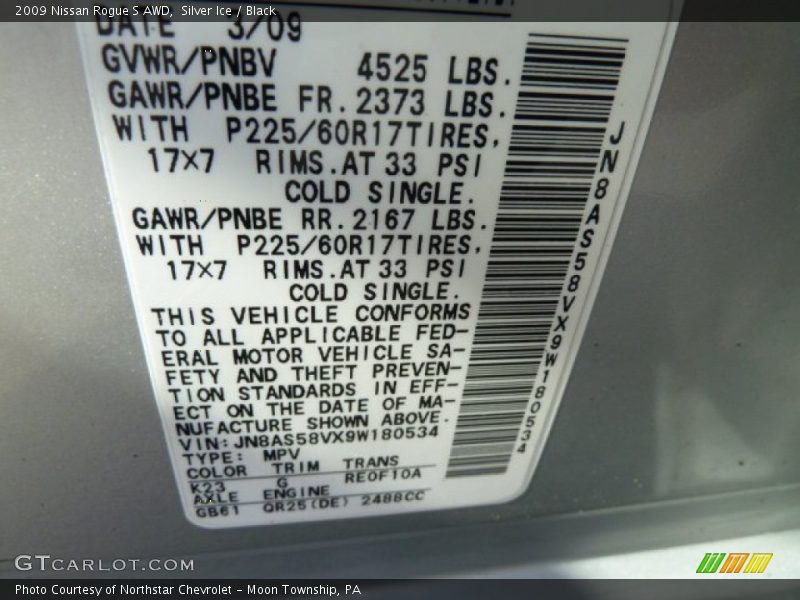 2009 Nissan Rogue S AWD, Silver Ice / Black
DATE 3/09
GVWR/PNBV 4525 LBS.
GAWR/PNBE FR. 2373 LBS.
WITH P225/60R17TIRES,
17×7 RIMS. AT 33 PSI
COLD SINGLE.
GAWR/PNBE RR. 2167 LBS.
WITH P225/60R17TIRES,
17×7 RIMS. AT 33 PSI
COLD SINGLE.
THIS VEHICLE CONFORMS
TO ALL APPLICABLE FED-
ERAL MOTOR VEHICLE SA-
FETY AND THEFT PREVEN-
TION STANDARDS IN EFF-
ECT ON THE DATE OF MA-
NUFACTURE SHOWN ABOVE.
VIN: JN8AS58VX9W180534
TYPE: MPV
COLOR TRIM TRANS
K23 G RE0F10A
AXLE ENGINE
GB61 QR25(DE) 2488CC
JN8AS58VX9W180534
GTCARLOT.COM
Photo Courtesy of Northstar Chevrolet - Moon Township, PA